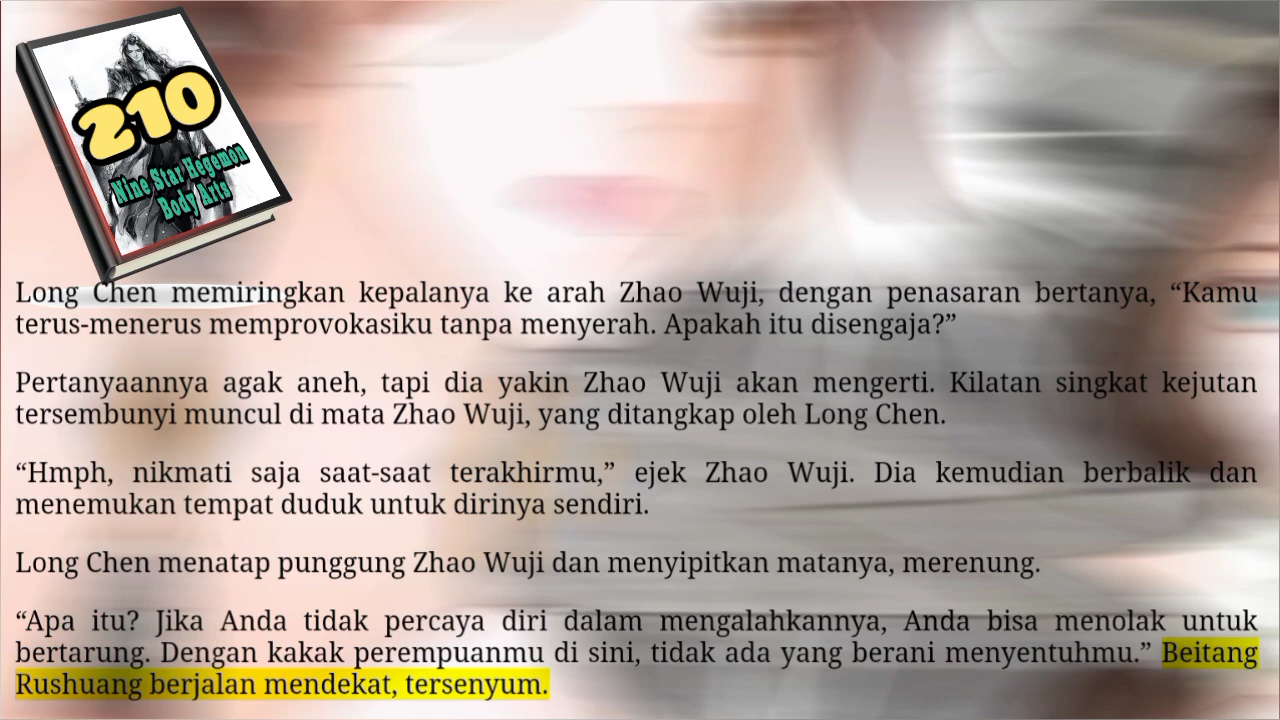 210
Nine Star Hegemon
Body Arts
Long Chen memiringkan kepalanya ke arah Zhao Wuji, dengan penasaran bertanya, “Kamu
terus-menerus memprovokasiku tanpa menyerah. Apakah itu disengaja?”
Pertanyaannya agak aneh, tapi dia yakin Zhao Wuji akan mengerti. Kilatan singkat kejutan
tersembunyi muncul di mata Zhao Wuji, yang ditangkap oleh Long Chen.
“Hmph, nikmati saja saat-saat terakhirmu,” ejek Zhao Wuji. Dia kemudian berbalik dan
menemukan tempat duduk untuk dirinya sendiri.
Long Chen menatap punggung Zhao Wuji dan menyipitkan matanya, merenung.
“Apa itu? Jika Anda tidak percaya diri dalam mengalahkannya, Anda bisa menolak untuk
bertarung. Dengan kakak perempuanmu di sini, tidak ada yang berani menyentuhmu.” Beitang
Rushuang berjalan mendekat, tersenyum.